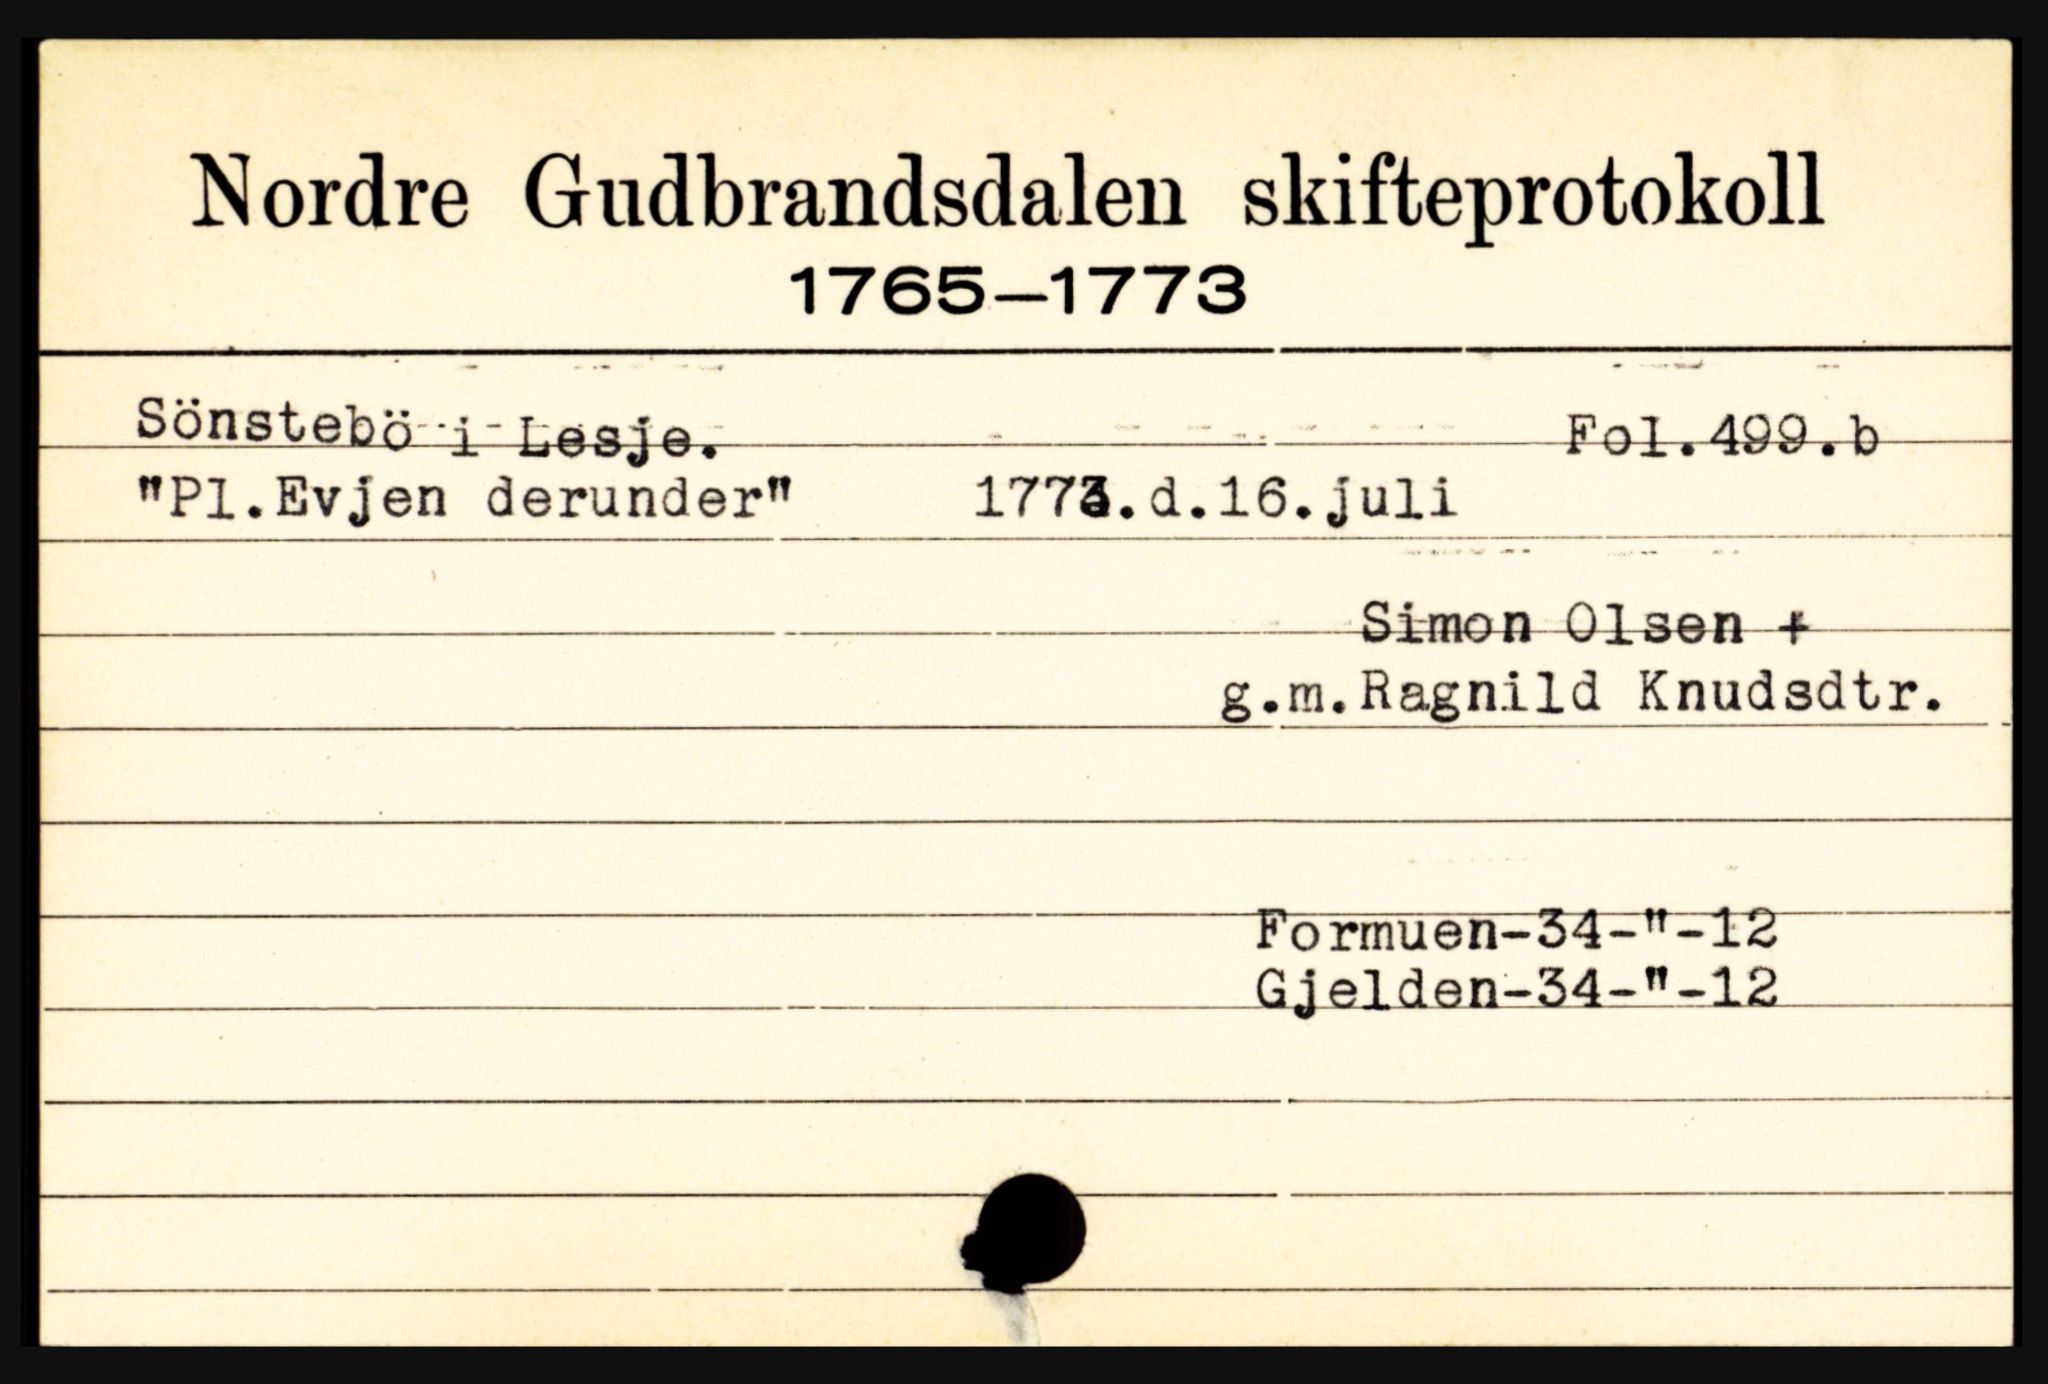 Nordre Gudbrandsdalen skifteprotokoll
1765—1773
Sönstebö i Lesje. Fol.499.b
"Pl.Evjen derunder" 1773.d.16.juli
Simon Olsen +
g.m.Ragnild Knudsdtr.
Formuen-34-"-12
Gjelden-34-"-12